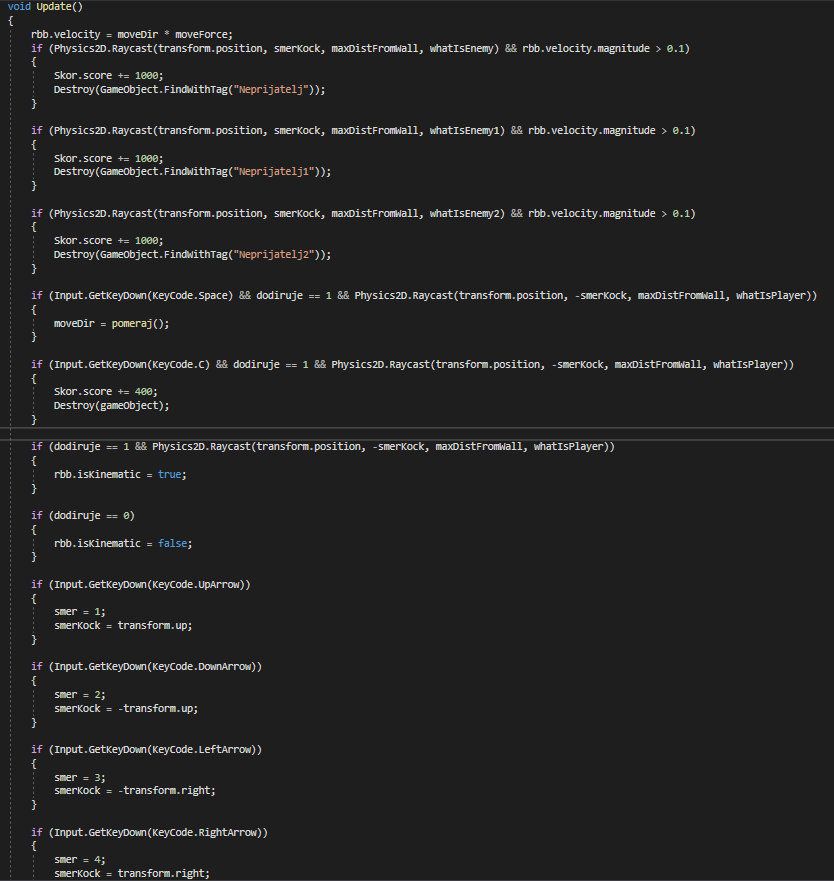 void Update()
{
rbb.velocity = moveDir * moveForce;
if (Physics2D.Raycast(transform.position, smerKock, maxDistFromWall, whatIsEnemy) && rbb.velocity.magnitude > 0.1)
{
Skor.score += 1000;
Destroy(GameObject.FindWithTag("Neprijatelj"));
}
if (Physics2D.Raycast(transform.position, smerKock, maxDistFromWall, whatIsEnemy1) && rbb.velocity.magnitude > 0.1)
{
Skor.score += 1000;
Destroy(GameObject.FindWithTag("Neprijatelj1"));
}
if (Physics2D.Raycast(transform.position, smerKock, maxDistFromWall, whatIsEnemy2) && rbb.velocity.magnitude > 0.1)
{
Skor.score += 1000;
Destroy(GameObject.FindWithTag("Neprijatelj2"));
}
if (Input.GetKeyDown(KeyCode.Space) && dodiruje == 1 && Physics2D.Raycast(transform.position, -smerKock, maxDistFromWall, whatIsPlayer))
{
moveDir = pomeraj();
}
if (Input.GetKeyDown(KeyCode.C) && dodiruje == 1 && Physics2D.Raycast(transform.position, -smerKock, maxDistFromWall, whatIsPlayer))
{
Skor.score += 400;
Destroy(gameObject);
}
if (dodiruje == 1 && Physics2D.Raycast(transform.position, -smerKock, maxDistFromWall, whatIsPlayer))
{
rbb.isKinematic = true;
}
if (dodiruje == 0)
{
rbb.isKinematic = false;
}
if (Input.GetKeyDown(KeyCode.UpArrow))
{
smer = 1;
smerKock = transform.up;
}
if (Input.GetKeyDown(KeyCode.DownArrow))
{
smer = 2;
smerKock = -transform.up;
}
if (Input.GetKeyDown(KeyCode.LeftArrow))
{
smer = 3;
smerKock = -transform.right;
}
if (Input.GetKeyDown(KeyCode.RightArrow))
{
smer = 4;
smerKock = transform.right;